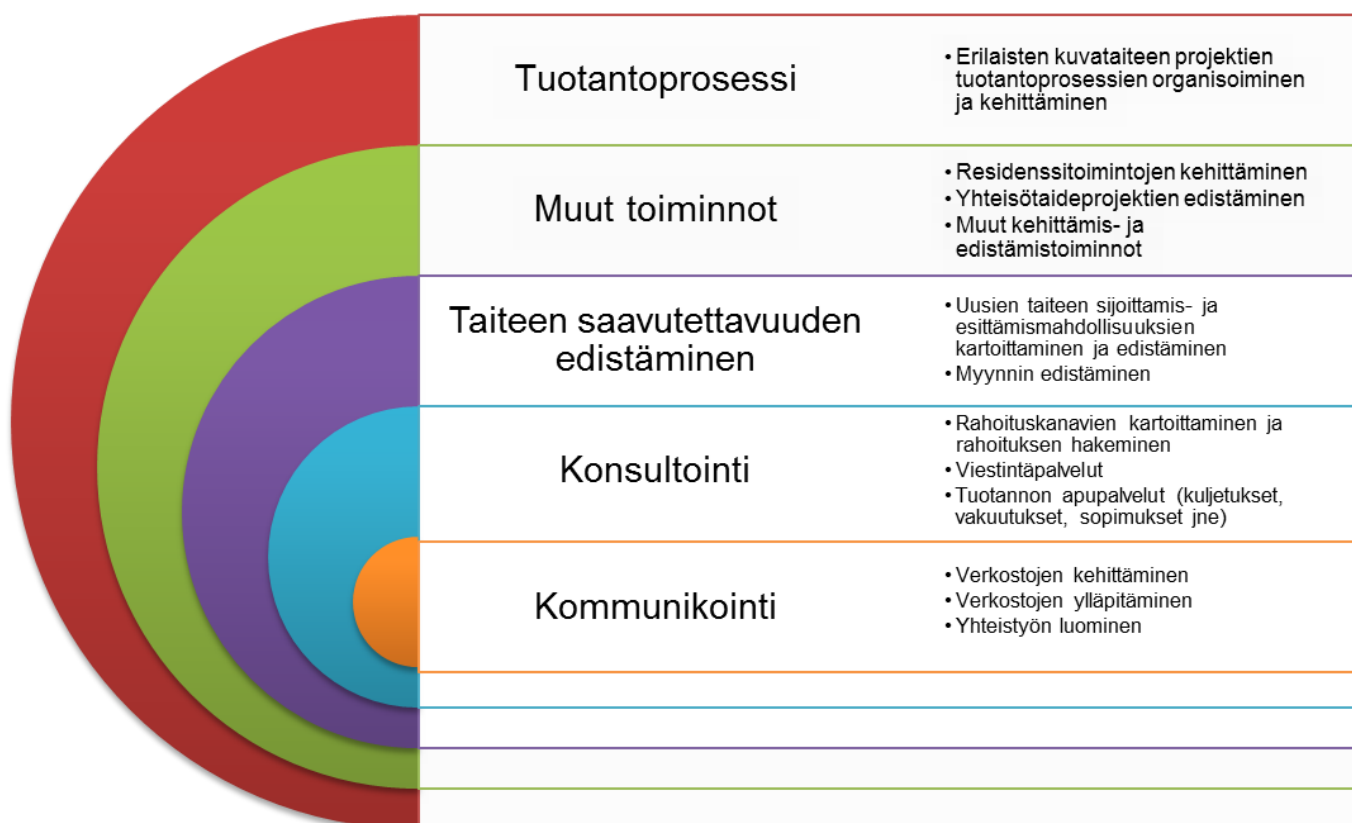 Tuotantoprosessi
• Erilaisten kuvataiteen projektien
tuotantoprosessien organisoiminen
ja kehittäminen
Muut toiminnot
• Residenssitoimintojen kehittäminen
• Yhteisötaideprojektien edistäminen
• Muut kehittämis- ja
edistämistoiminnot
Taiteen saavutettavuuden
edistäminen
• Uusien taiteen sijoittamis- ja
esittämismahdollisuuksien
kartoittaminen ja edistäminen
• Myynnin edistäminen
Konsultointi
• Rahoituskanavien kartoittaminen ja
rahoituksen hakeminen
• Viestintäpalvelut
• Tuotannon apupalvelut (kuljetukset,
vakuutukset, sopimukset jne)
Kommunikointi
• Verkostojen kehittäminen
• Verkostojen ylläpitäminen
• Yhteistyön luominen